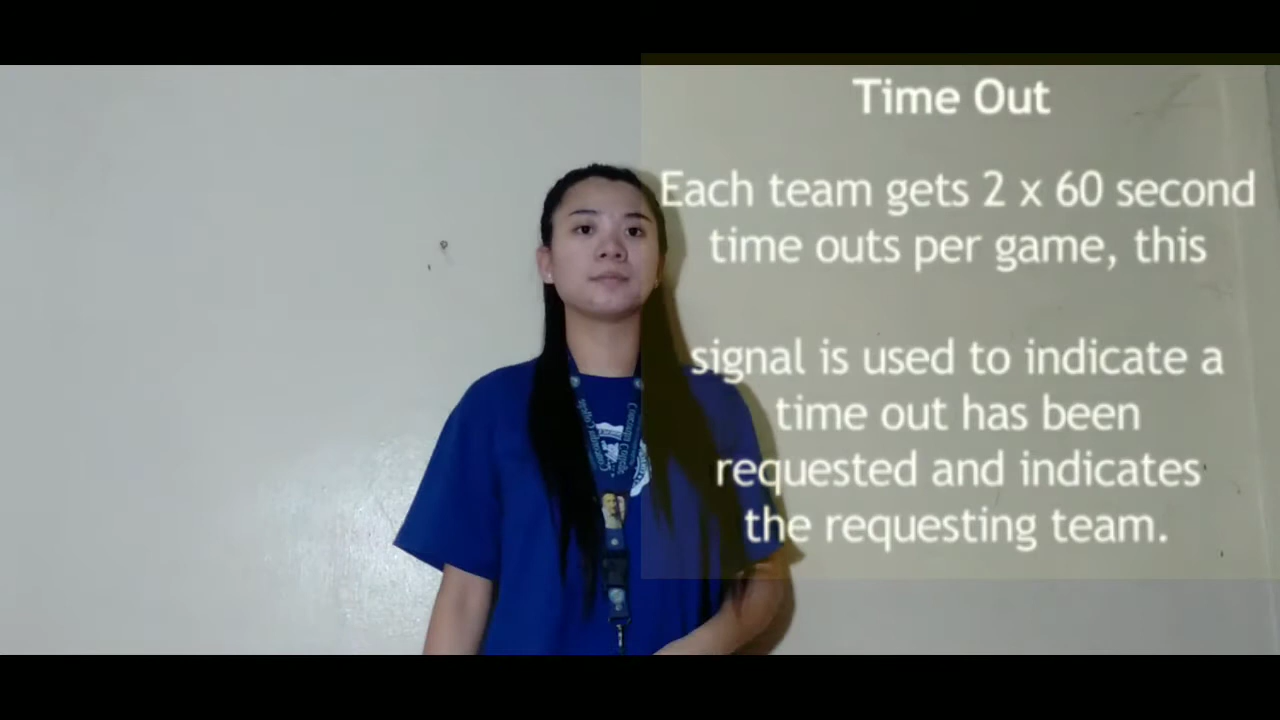 Time Out
Each team gets 2 x 60 second
time outs per game, this
signal is used to indicate a
time out has been
requested and indicates
the requesting team.